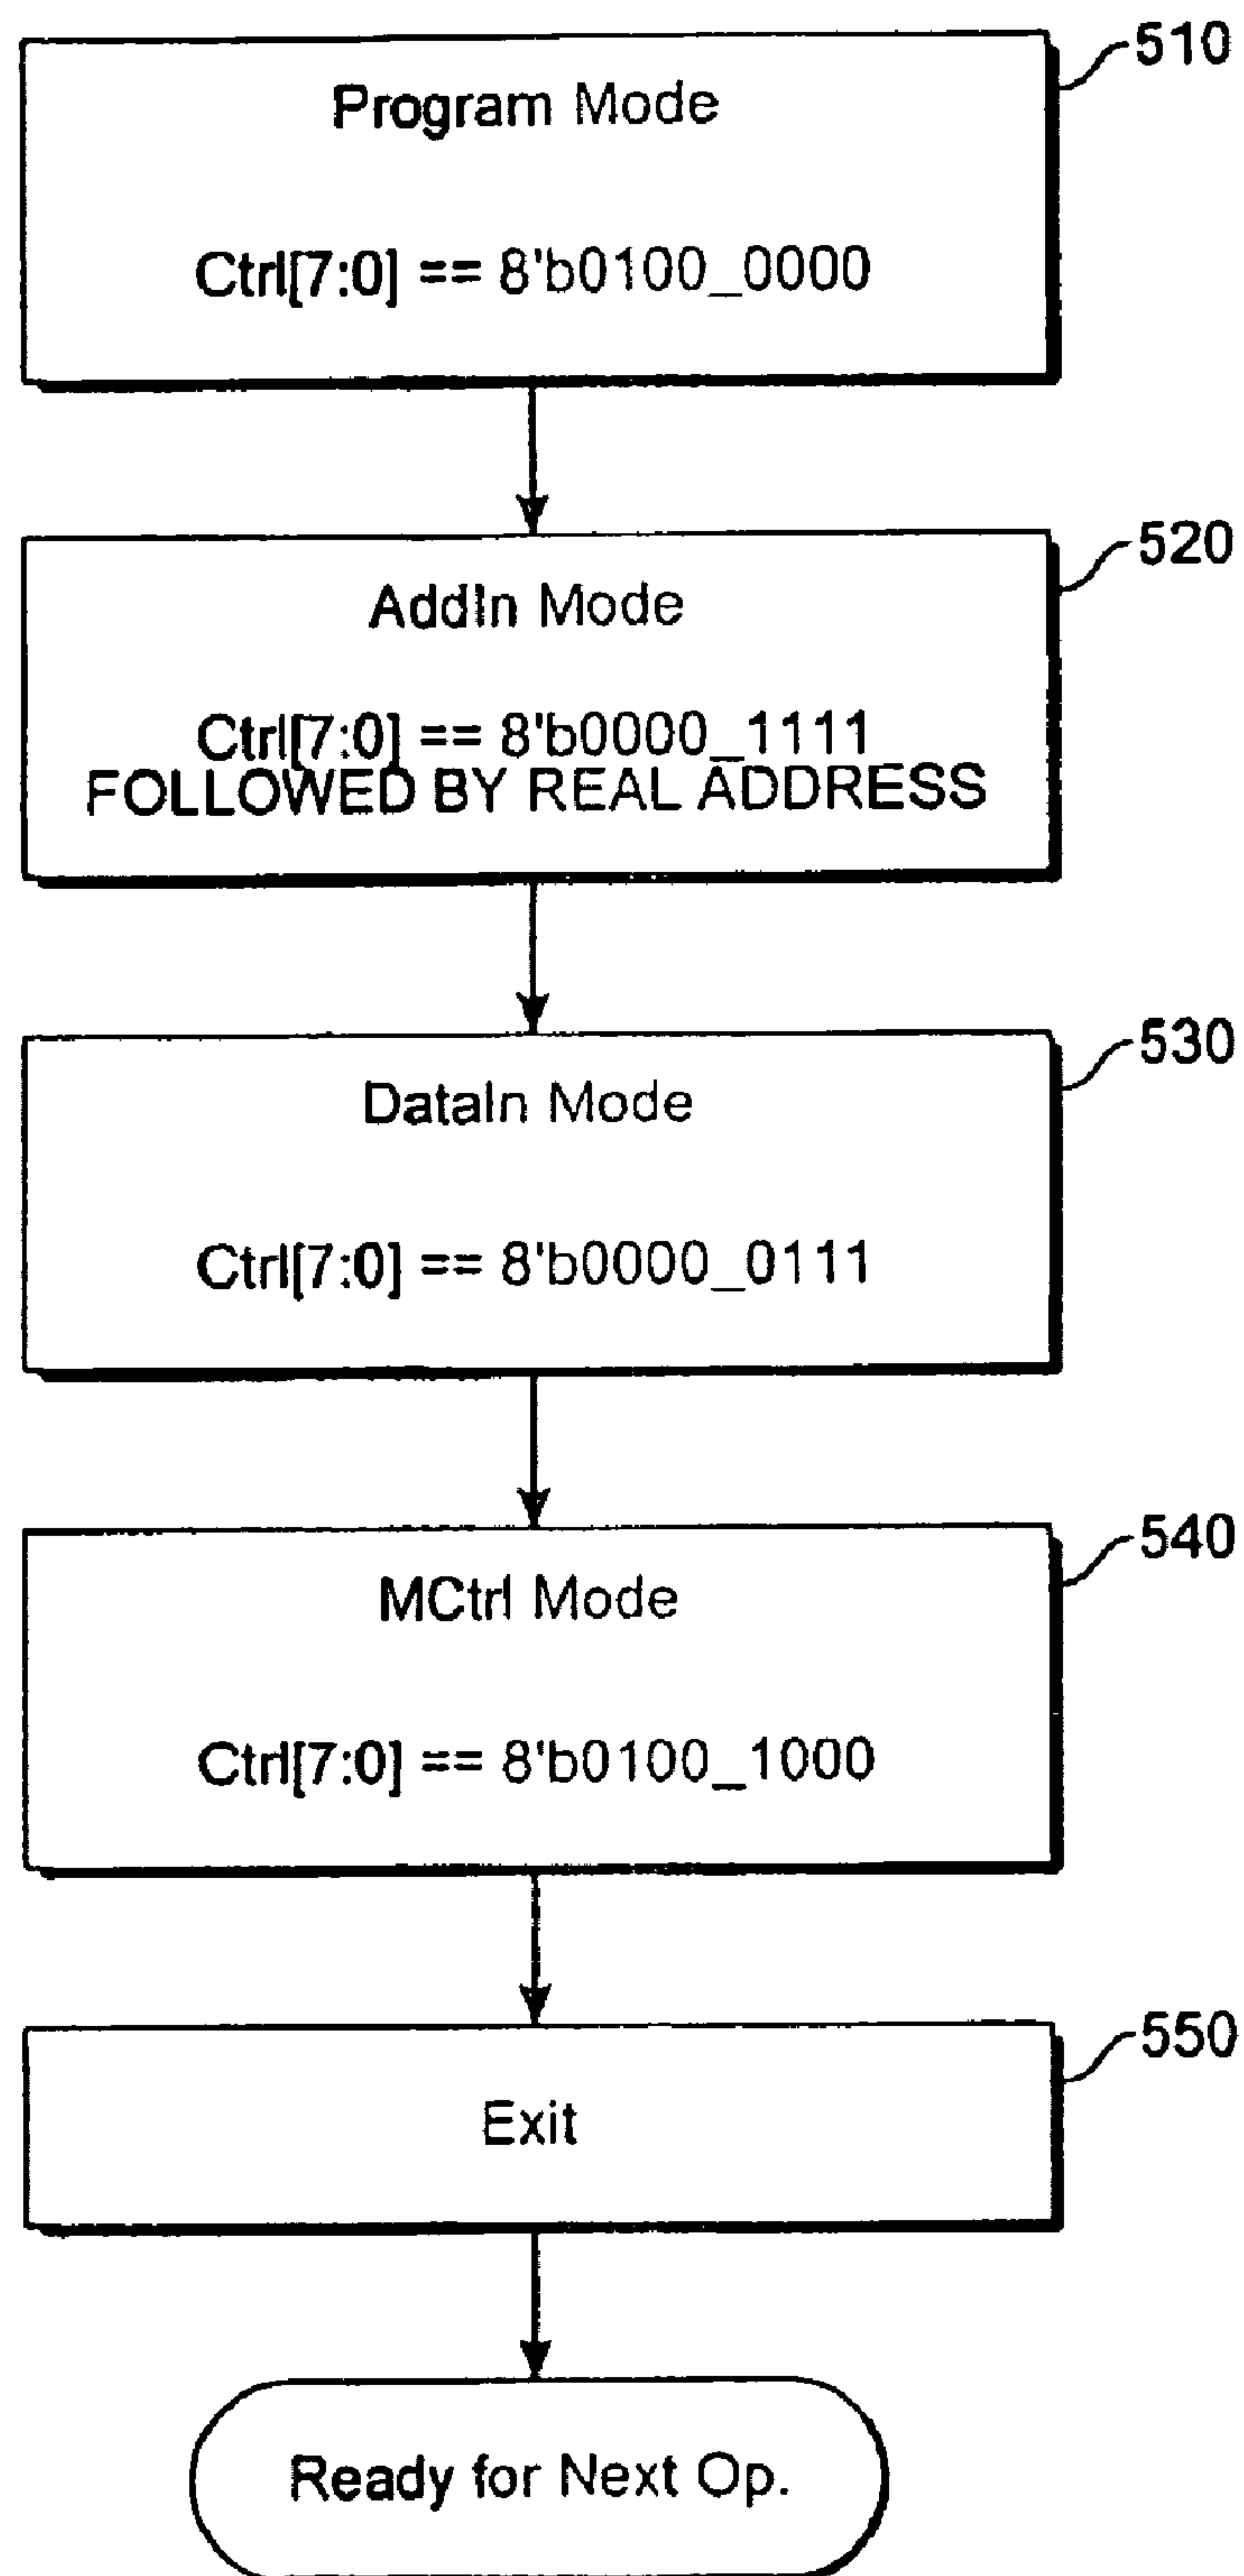 510
Program Mode
Ctrl[7:0] == 8'b0100_0000
520
AddIn Mode
Ctrl[7:0] == 8'b0000_1111
FOLLOWED BY REAL ADDRESS
530
DataIn Mode
Ctrl[7:0] == 8'b0000_0111
540
MCtrl Mode
Ctrl[7:0] == 8'b0100_1000
550
Exit
Ready for Next Op.